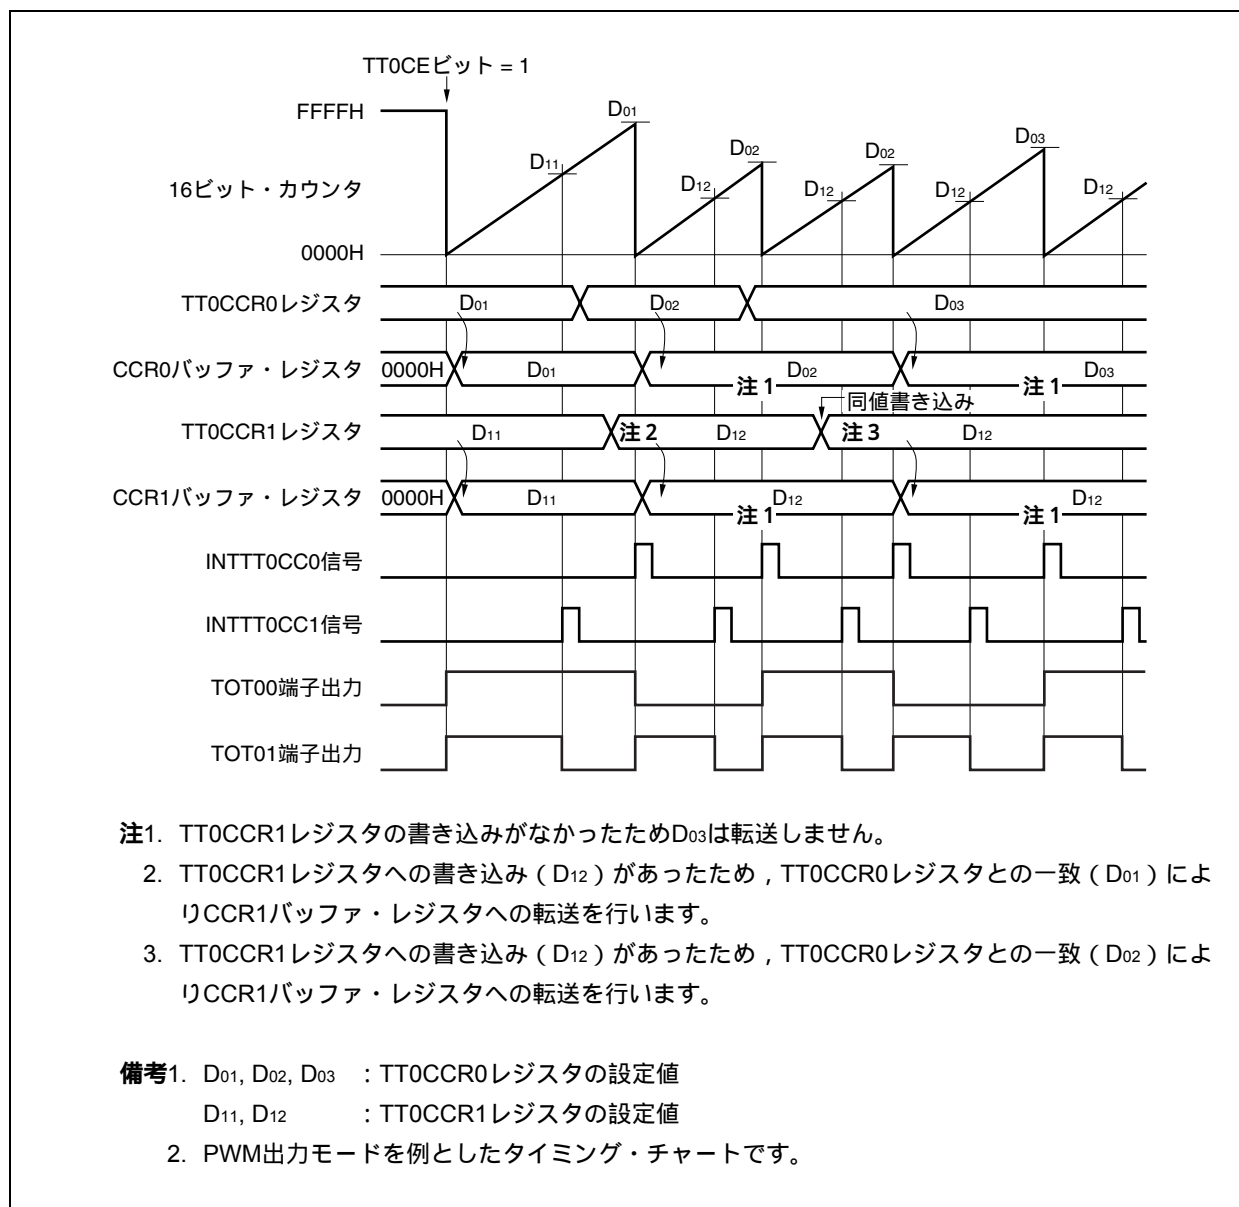 TT0CEビット = 1
FFFFH
D01
D11
D02
D12
D02
D12
D03
D12
D12
16ビット・カウンタ
0000H
TT0CCR0レジスタ
D01
D02
D03
CCR0バッファ・レジスタ
0000H
D01
D02
注1
D03
注1
同値書き込み
TT0CCR1レジスタ
D11
注2
D12
注3
D12
CCR1バッファ・レジスタ
0000H
D11
D12
注1
D12
注1
INTTT0CC0信号
INTTT0CC1信号
TOT00端子出力
TOT01端子出力
注1. TT0CCR1レジスタの書き込みがなかったためD03は転送しません。
2. TT0CCR1レジスタへの書き込み(D12)があったため,TT0CCR0レジスタとの一致(D01)によ
りCCR1バッファ・レジスタへの転送を行います。
3. TT0CCR1レジスタへの書き込み(D12)があったため,TT0CCR0レジスタとの一致(D02)によ
りCCR1バッファ・レジスタへの転送を行います。
備考1. D01, D02, D03 :TT0CCR0レジスタの設定値
D11, D12 :TT0CCR1レジスタの設定値
2. PWM出力モードを例としたタイミング・チャートです。